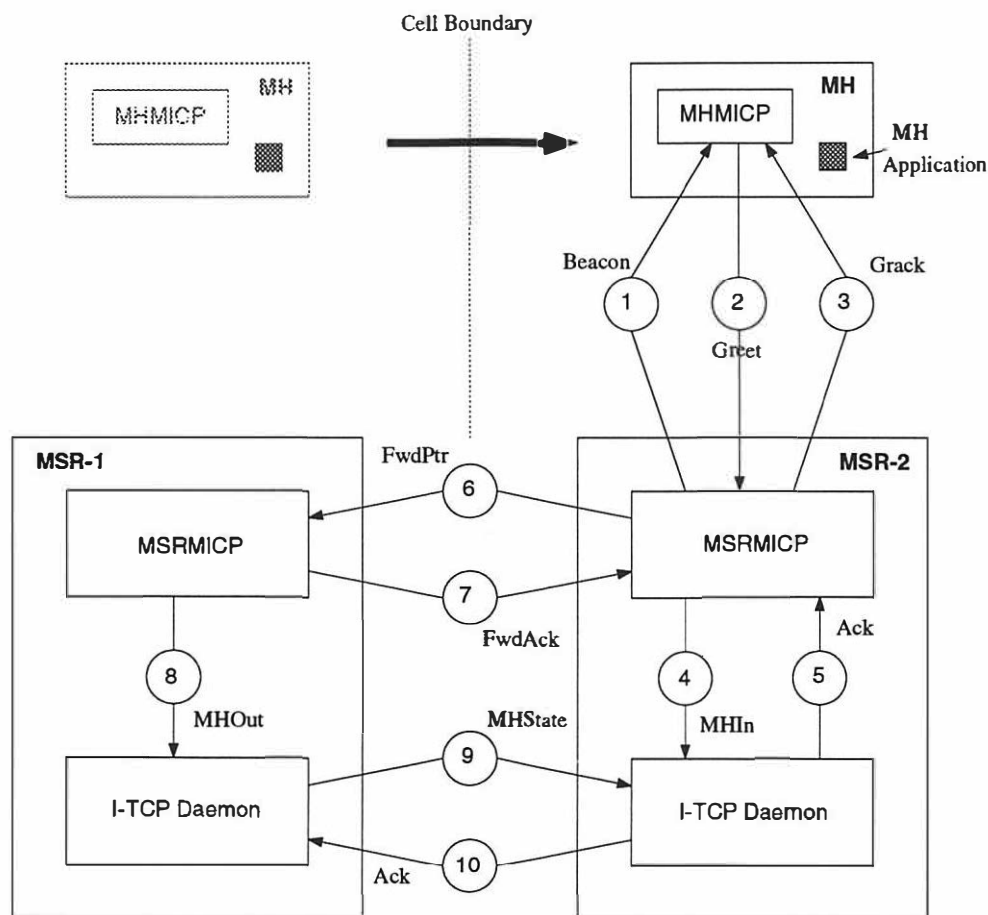 Cell Boundary
MH
MHMICP
MH
MHMICP
MH
Application
Beacon
Grack
1
2
3
Greet
MSR-1
FwdPtr
MSR-2
6
MSRMICP
MSRMICP
7
FwdAck
Ack
8
4
5
MHOut
MHState
MHIn
9
I-TCP Daemon
I-TCP Daemon
Ack
10